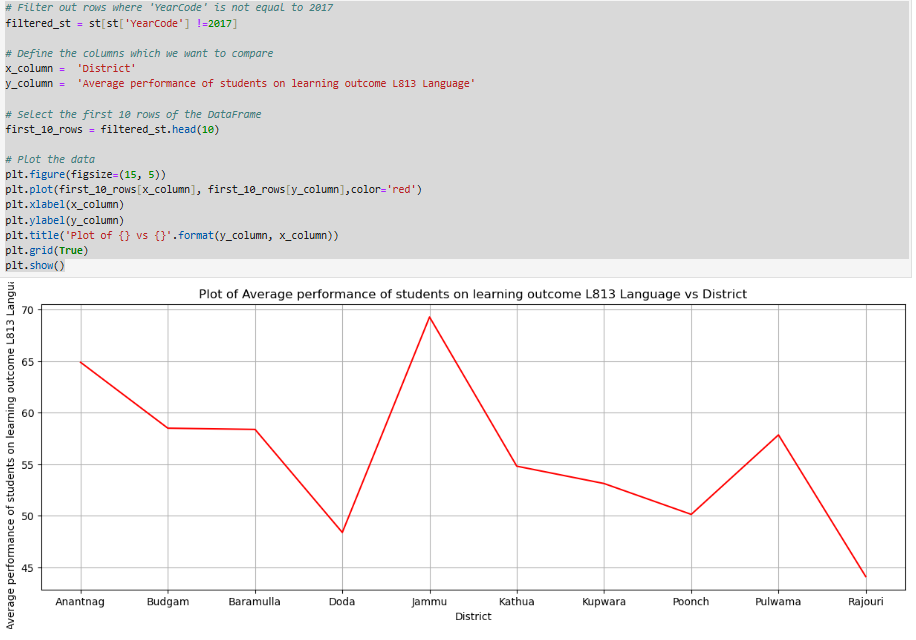 # Filter out rows where 'YearCode' is not equal to 2017
filtered_st = st[st['YearCode'] !=2017]
# Define the columns which we want to compare
x_column =  'District'
y_column =  'Average performance of students on learning outcome L813 Language'
# Select the first 10 rows of the DataFrame
first_10_rows = filtered_st.head(10)
# Plot the data
plt.figure(figsize=(15, 5))
plt.plot(first_10_rows[x_column], first_10_rows[y_column],color='red')
plt.xlabel(x_column)
plt.ylabel(y_column)
plt.title('Plot of {} vs {}'.format(y_column, x_column))
plt.grid(True)
plt.show()
Plot of Average performance of students on learning outcome L813 Language vs District
Average performance of students on learning outcome L813 Langu
70
65
60
55
50
45
Anantnag Budgam Baramulla Doda Jammu Kathua Kupwara Poonch Pulwama Rajouri
District